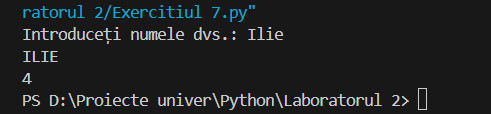 ratorul 2/Exercitiul 7.py"
Introduceți numele dvs.: Ilie
ILIE
4
PS D:\Proiecte univer\Python\Laboratorul 2>